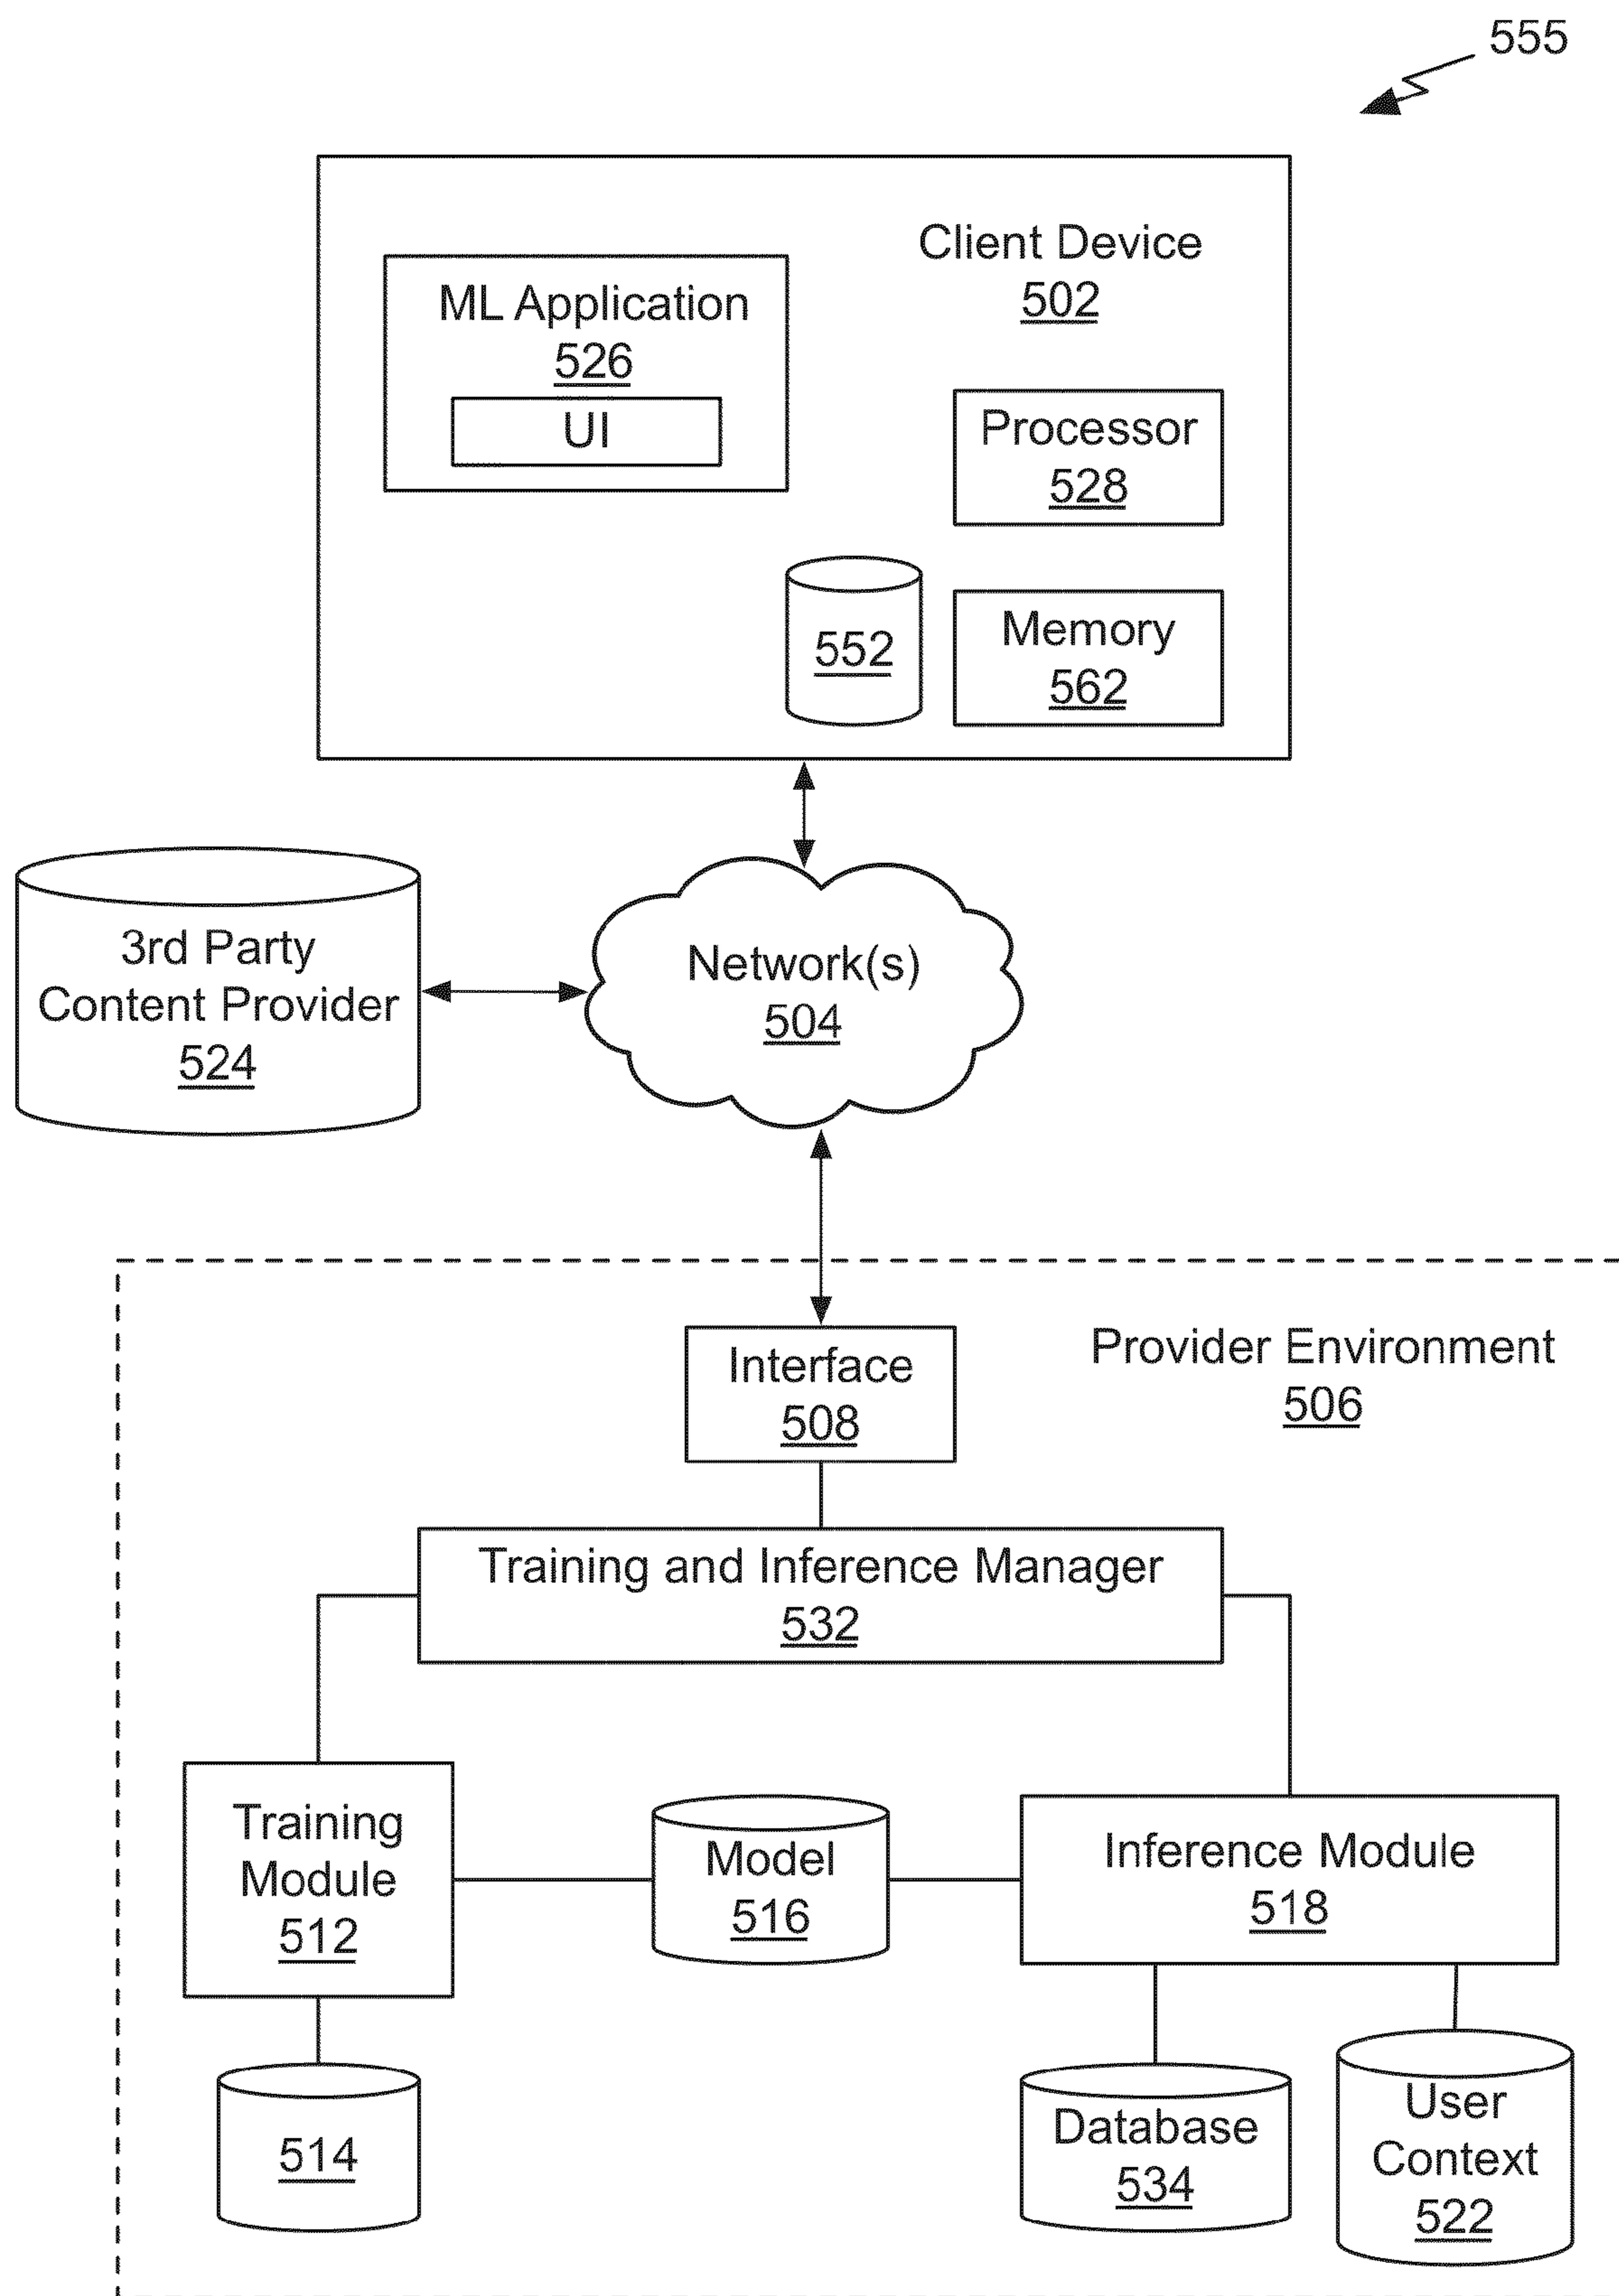 555
Client Device
502
ML Application
526
UI
Processor
528
552
Memory
562
3rd Party
Content Provider
524
Network(s)
504
Interface
508
Provider Environment
506
Training and Inference Manager
532
Training
Module
512
Model
516
Inference Module
518
514
Database
534
User
Context
522